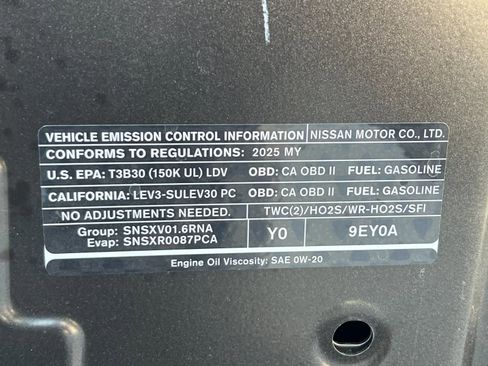 VEHICLE EMISSION CONTROL INFORMATION NISSAN MOTOR CO., LTD.
CONFORMS TO REGULATIONS: 2025 MY
U.S. EPA: T3B30 (150K UL) LDV OBD: CA OBD II FUEL: GASOLINE
CALIFORNIA: LEV3-SULEV30 PC OBD: CA OBD II FUEL: GASOLINE
NO ADJUSTMENTS NEEDED. TWC(2)/HO2S/WR-HO2S/SFI
Group: SNSXV01.6RNA
Evap: SNSXR0087PCA
Y0 9EY0A
Engine Oil Viscosity: SAE 0W-20